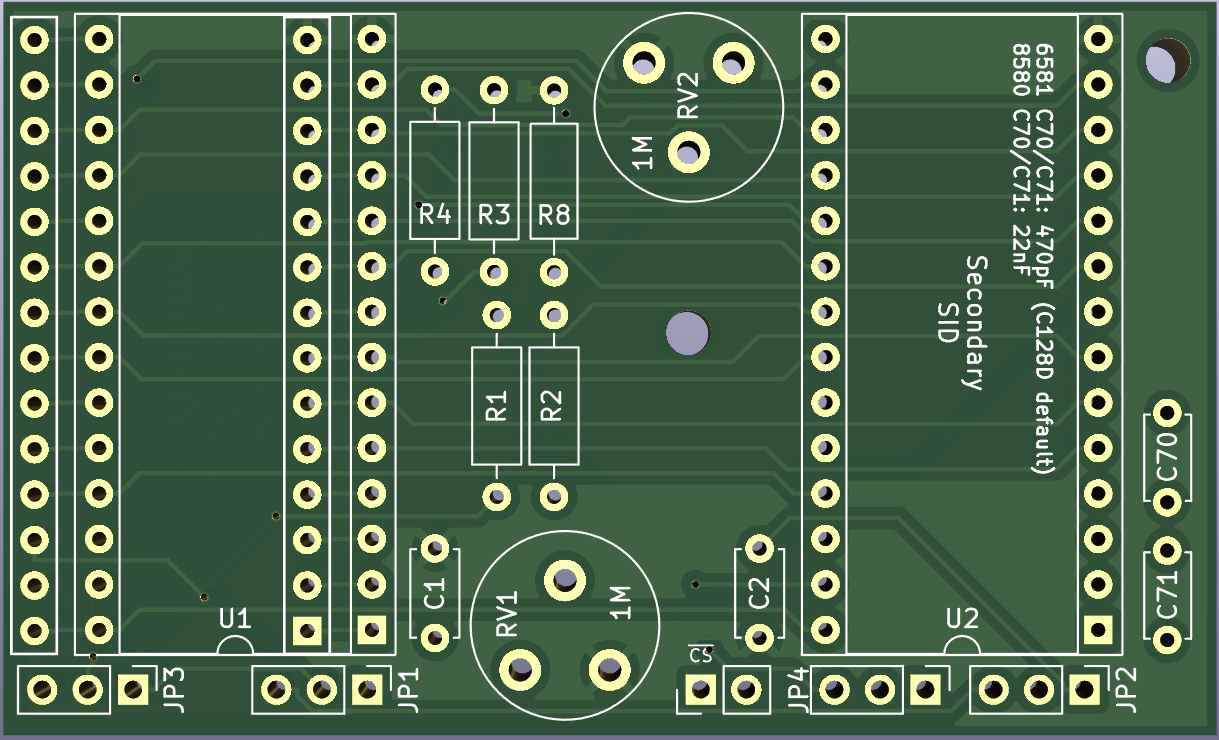 RV2
1M
6581 C70/C71: 470pF (C128D default)
8580 C70/C71: 22nF
R4
R3
R8
Secondary
SID
R1
R2
C70
C1
RV1
1M
C2
C71
U1
U2
CS
JP3
JP1
JP4
JP2